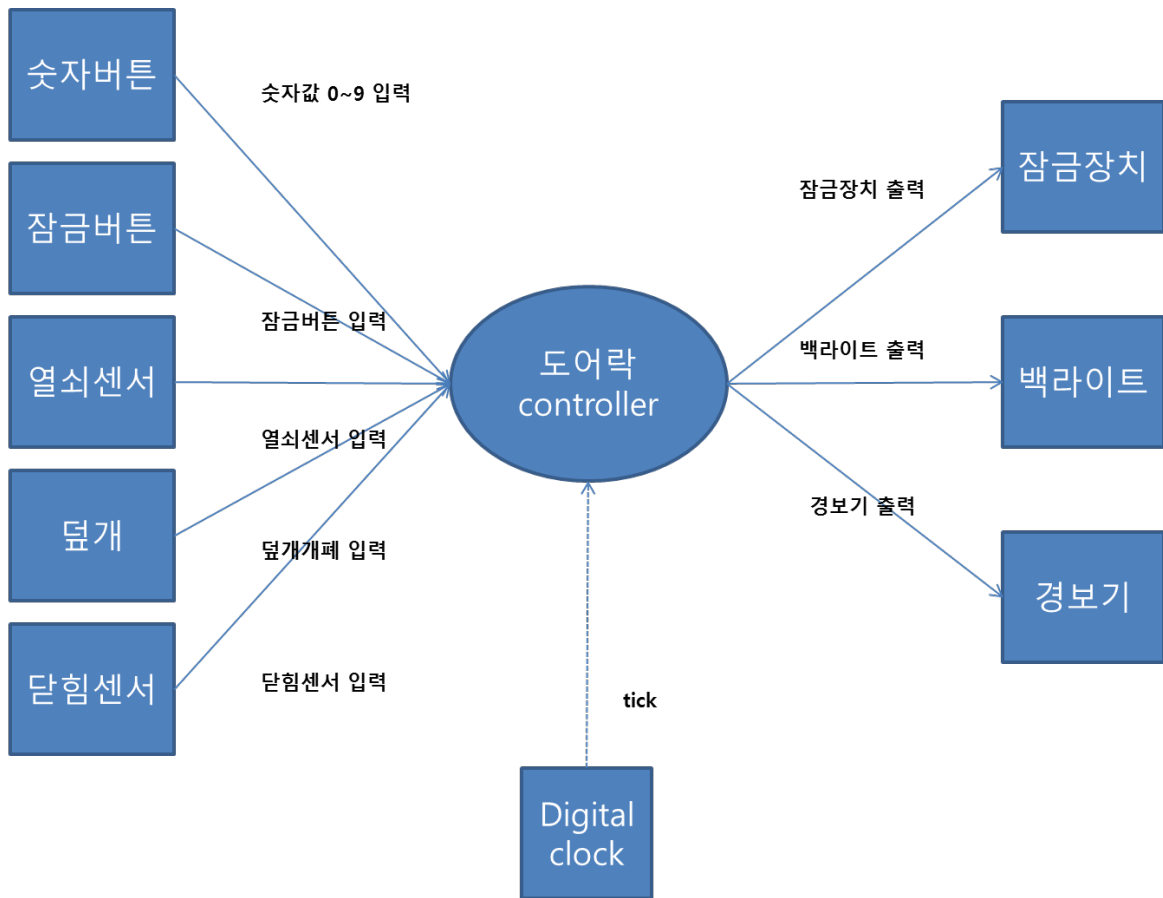 숫자버튼
숫자값 0~9 입력
잠금버튼
잠금버튼 입력
열쇠센서
열쇠센서 입력
덮개
덮개개폐 입력
닫힘센서
닫힘센서 입력
도어락
controller
잠금장치 출력
잠금장치
백라이트 출력
백라이트
경보기 출력
경보기
tick
Digital
clock